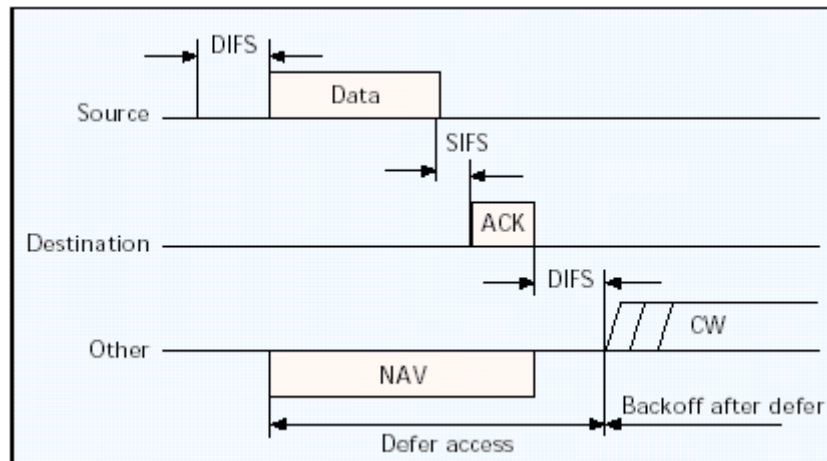 DIFS
Data
Source
SIFS
ACK
Destination
DIFS
CW
Other
NAV
Backoff after defer
Defer access